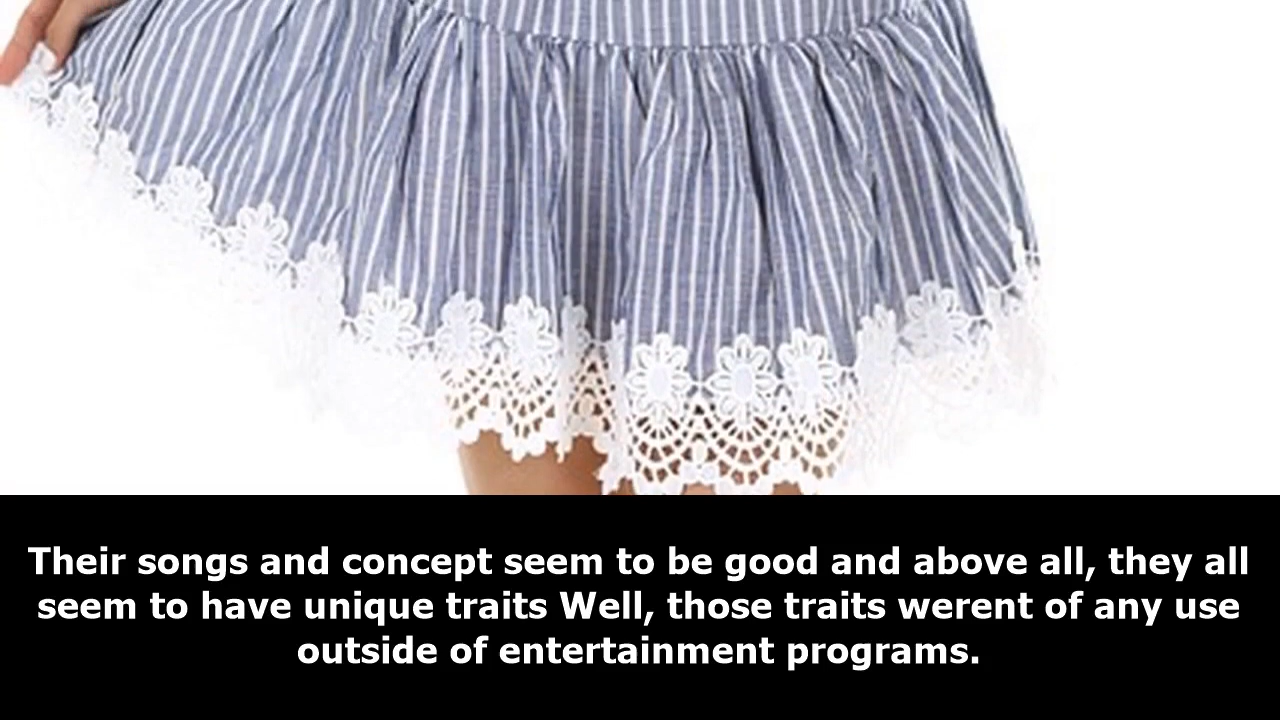 Their songs and concept seem to be good and above all, they all
seem to have unique traits Well, those traits werent of any use
outside of entertainment programs.